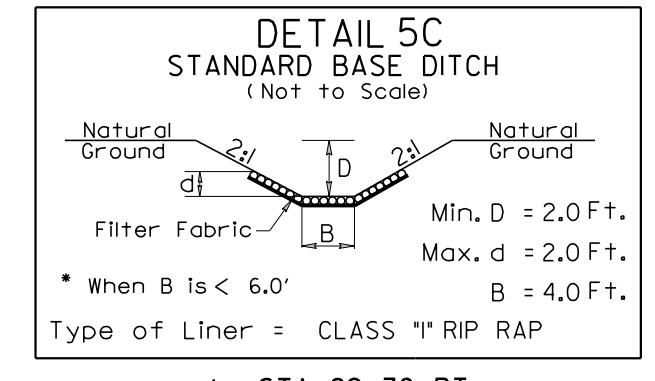 DETAIL 5C
STANDARD BASE DITCH
(Not to Scale)
Natural
Ground
2:1
D
2:1
Natural
Ground
d
Filter Fabric
B
Min. D = 2.0 Ft.
Max. d = 2.0 Ft.
* When B is < 6.0'
B = 4.0 Ft.
Type of Liner = CLASS "I" RIP RAP